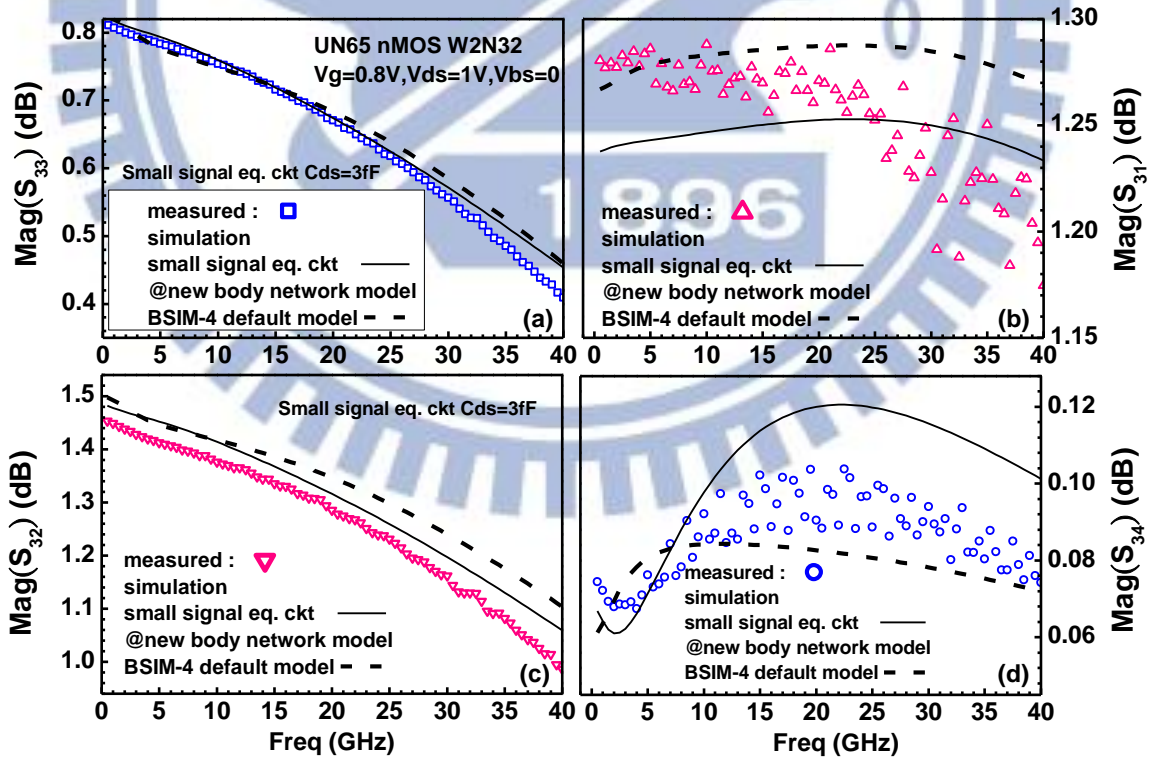 0.8
0.7
0.6
0.5
0.4
Mag(S33) (dB)
UN65 nMOS W2N32
Vg=0.8V,Vds=1V,Vbs=0
Small signal eq. ckt Cds=3fF
measured :
simulation
small signal eq. ckt
@new body network model
BSIM-4 default model
(a)
0 5 10 15 20 25 30 35 40
1.30
1.25
1.20
1.15
Mag(S31) (dB)
1896
measured :
simulation
small signal eq. ckt
@new body network model
BSIM-4 default model
(b)
0 5 10 15 20 25 30 35 40
1.5
1.4
1.3
1.2
1.1
1.0
Mag(S32) (dB)
Small signal eq. ckt Cds=3fF
measured :
simulation
small signal eq. ckt
@new body network model
BSIM-4 default model
(c)
0 5 10 15 20 25 30 35 40
Freq (GHz)
0.12
0.10
0.08
0.06
Mag(S34) (dB)
measured :
simulation
small signal eq. ckt
@new body network model
BSIM-4 default model
(d)
0 5 10 15 20 25 30 35 40
Freq (GHz)